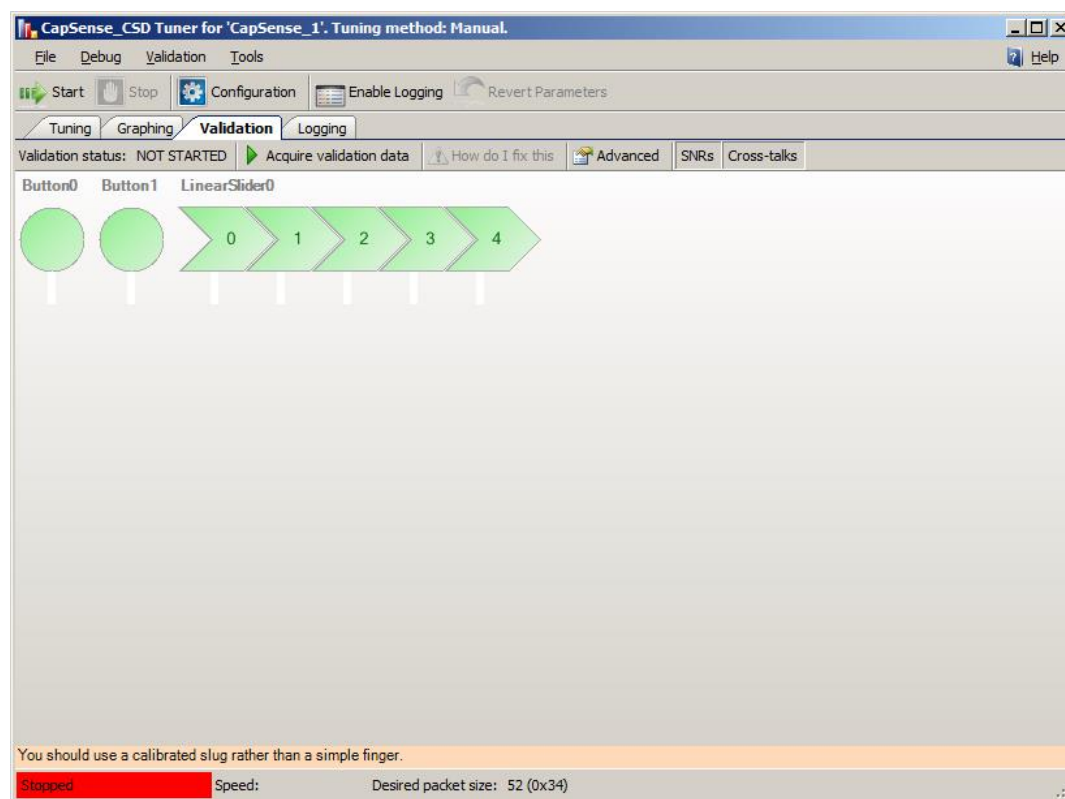 CapSense_CSD Tuner for 'CapSense_1'. Tuning method: Manual.
File Debug Validation Tools Help
Start Stop Configuration Enable Logging Revert Parameters
Tuning Graphing Validation Logging
Validation status: NOT STARTED Acquire validation data How do I fix this Advanced SNRs Cross-talks
Button0 Button1 LinearSlider0
0 1 2 3 4
You should use a calibrated slug rather than a simple finger.
Stopped Speed: Desired packet size: 52 (0x34)